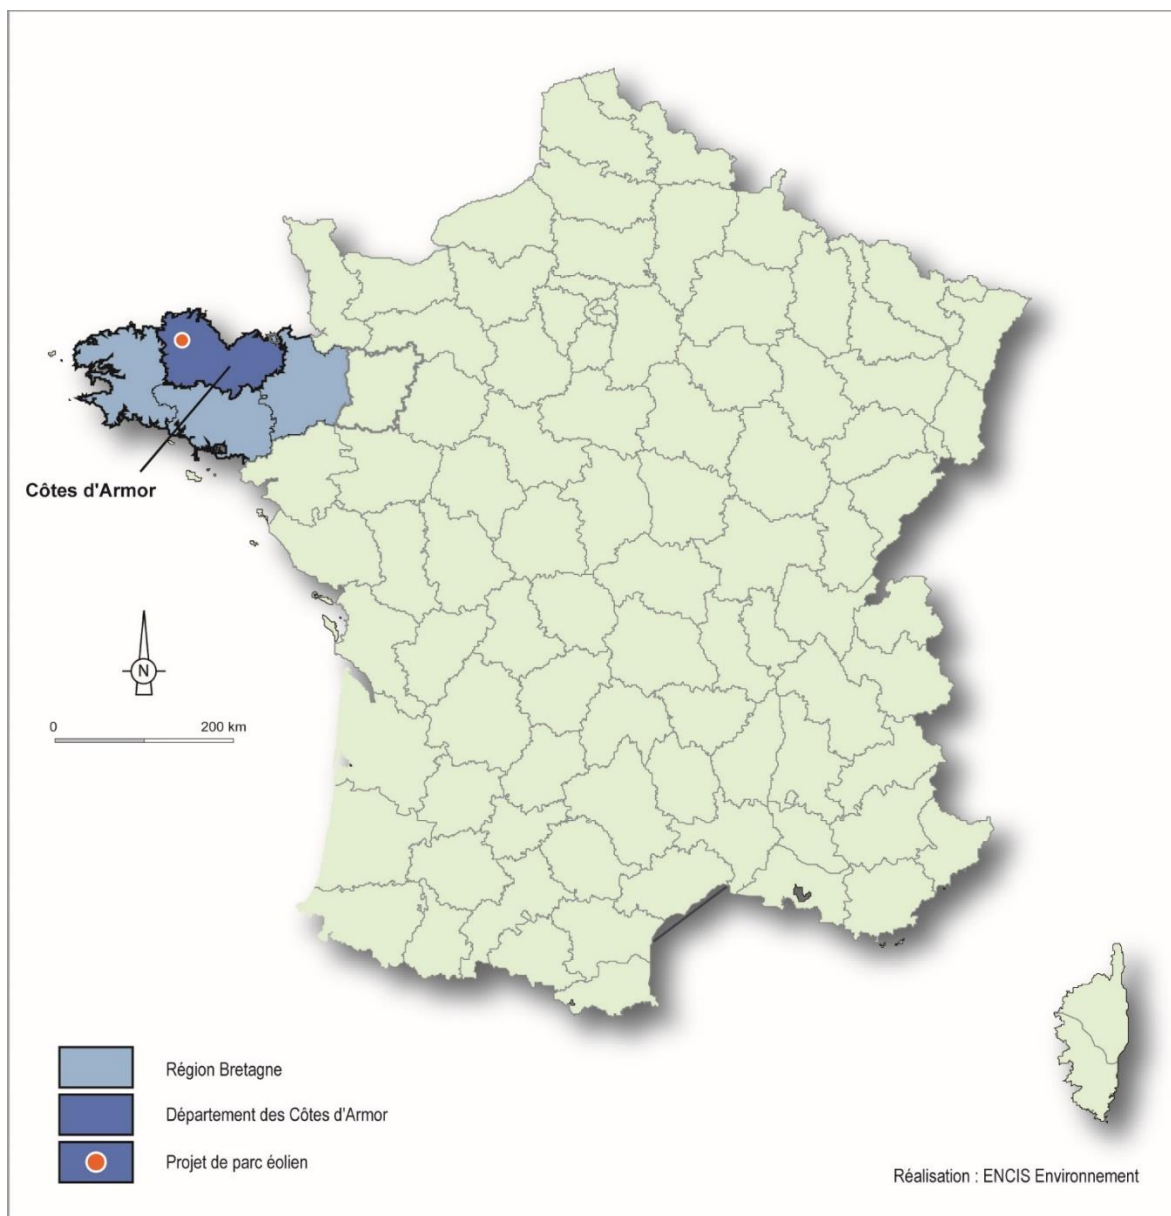 Côtes d'Armor
N
0 200 km
Région Bretagne
Département des Côtes d'Armor
Projet de parc éolien
Réalisation : ENCIS Environnement